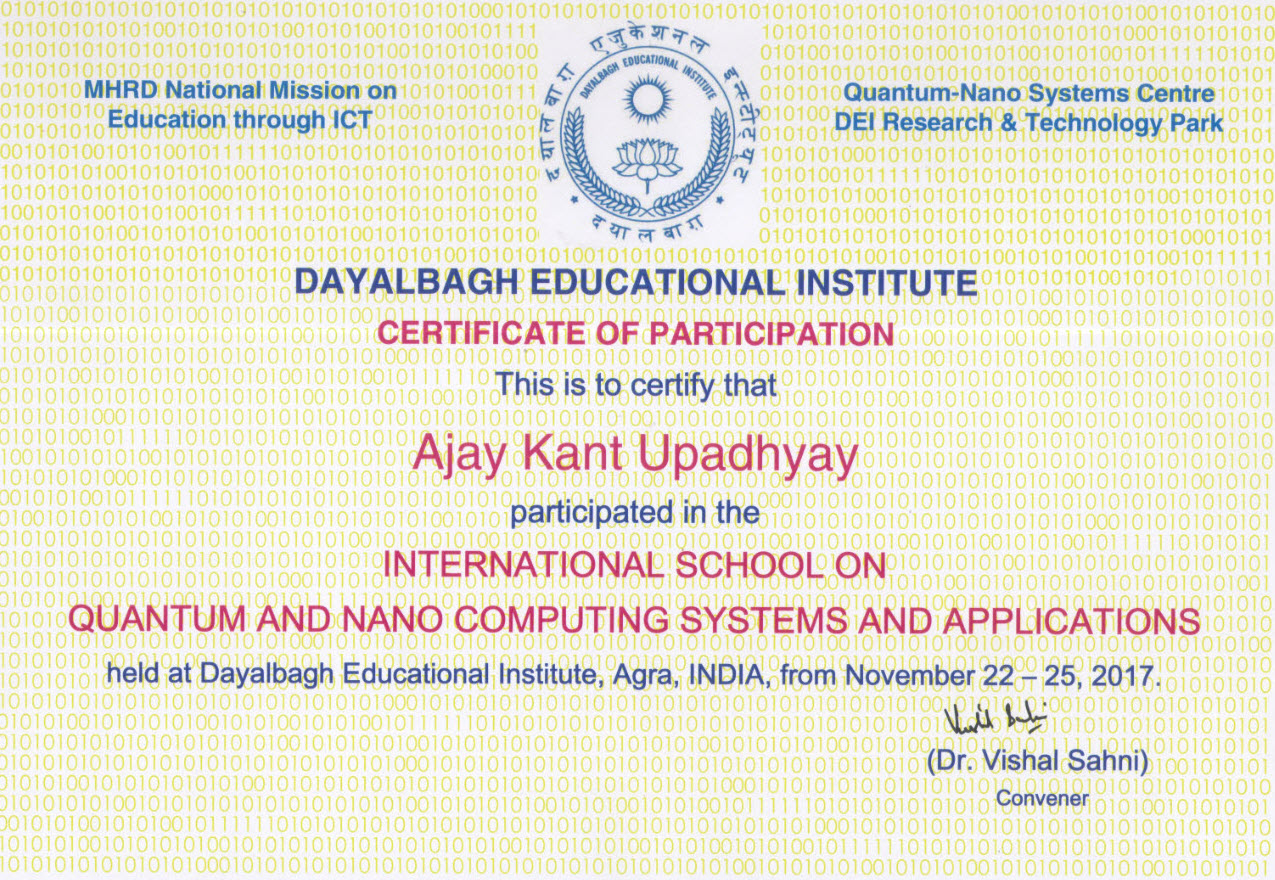 MHRD National Mission on
Education through ICT
एजुकेशनल
दयालबाग़
इन्स्टीट्यूट
DAYALBAGH EDUCATIONAL INSTITUTE
दयालबाग़
Quantum-Nano Systems Centre
DEI Research & Technology Park
DAYALBAGH EDUCATIONAL INSTITUTE
CERTIFICATE OF PARTICIPATION
This is to certify that
Ajay Kant Upadhyay
participated in the
INTERNATIONAL SCHOOL ON
QUANTUM AND NANO COMPUTING SYSTEMS AND APPLICATIONS
held at Dayalbagh Educational Institute, Agra, INDIA, from November 22 – 25, 2017.
(Dr. Vishal Sahni)
Convener